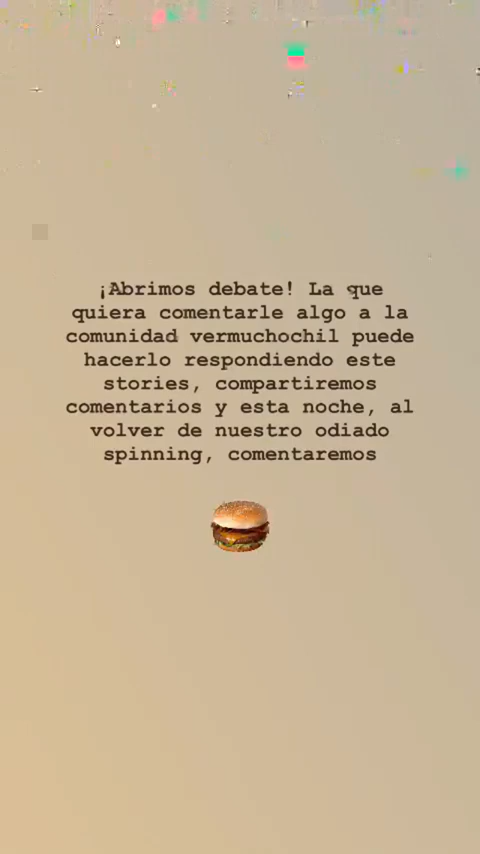 ¡Abrimos debate! La que
quiera comentarle algo a la
comunidad vermuchochil puede
hacerlo respondiendo este
stories, compartiremos
comentarios y esta noche, al
volver de nuestro odiado
spinning, comentaremos